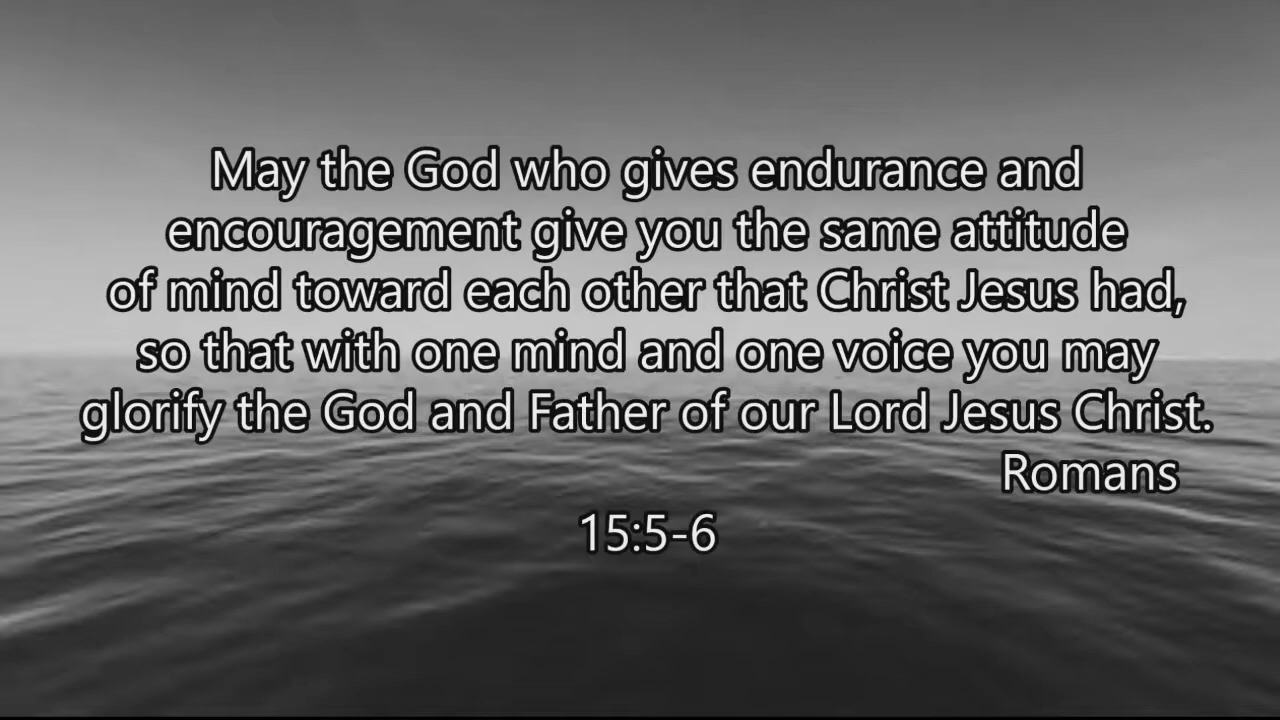 May the God who gives endurance and
encouragement give you the same attitude
of mind toward each other that Christ Jesus had,
so that with one mind and one voice you may
glorify the God and Father of our Lord Jesus Christ.
Romans
15:5-6